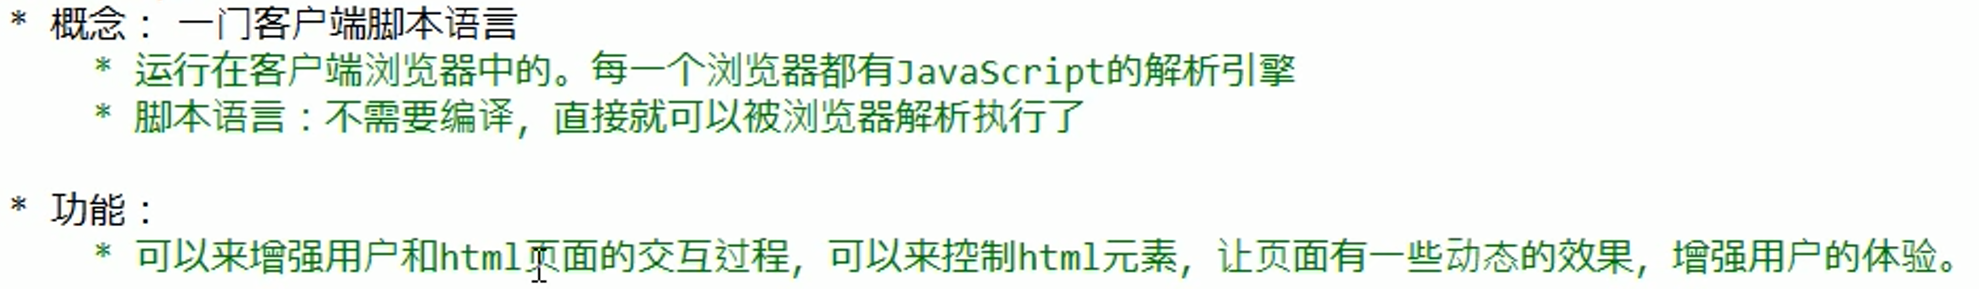 * 概念：一门客户端脚本语言
* 运行在客户端浏览器中的。每一个浏览器都有JavaScript的解析引擎
* 脚本语言：不需要编译，直接就可以被浏览器解析执行了
* 功能：
* 可以来增强用户和html页面的交互过程，可以来控制html元素，让页面有一些动态的效果，增强用户的体验。